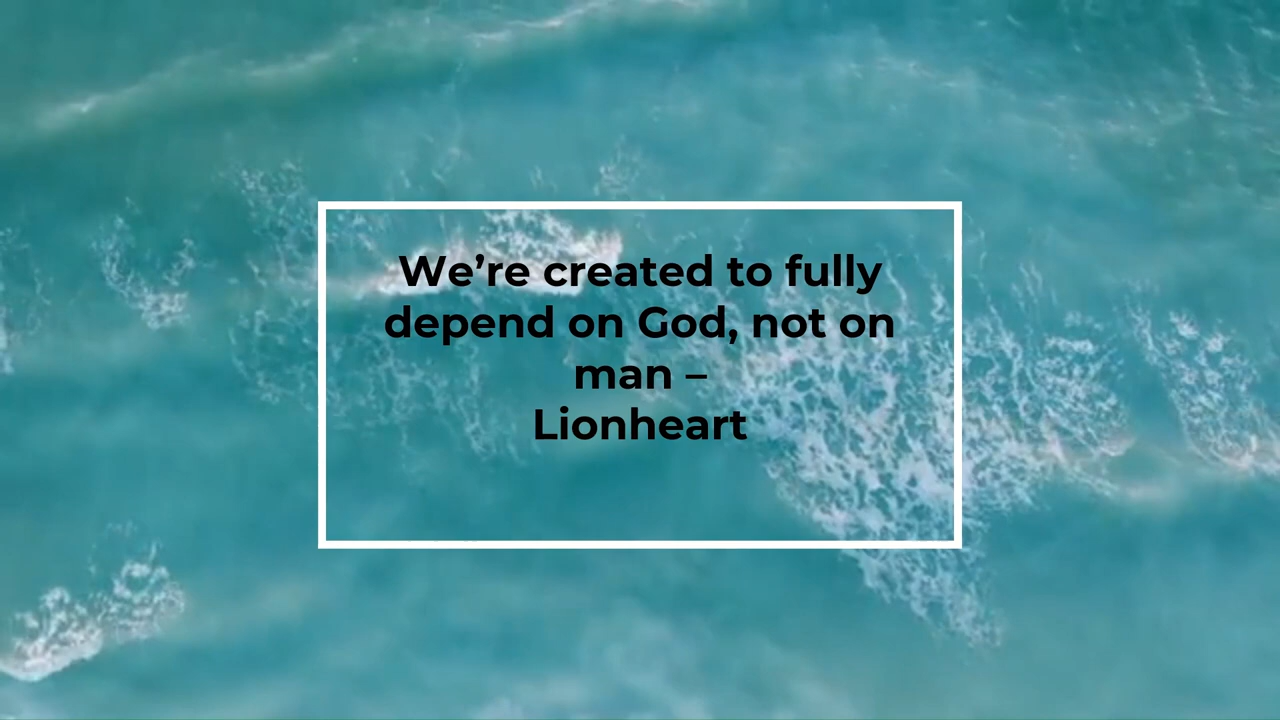 We’re created to fully
depend on God, not on
man –
Lionheart